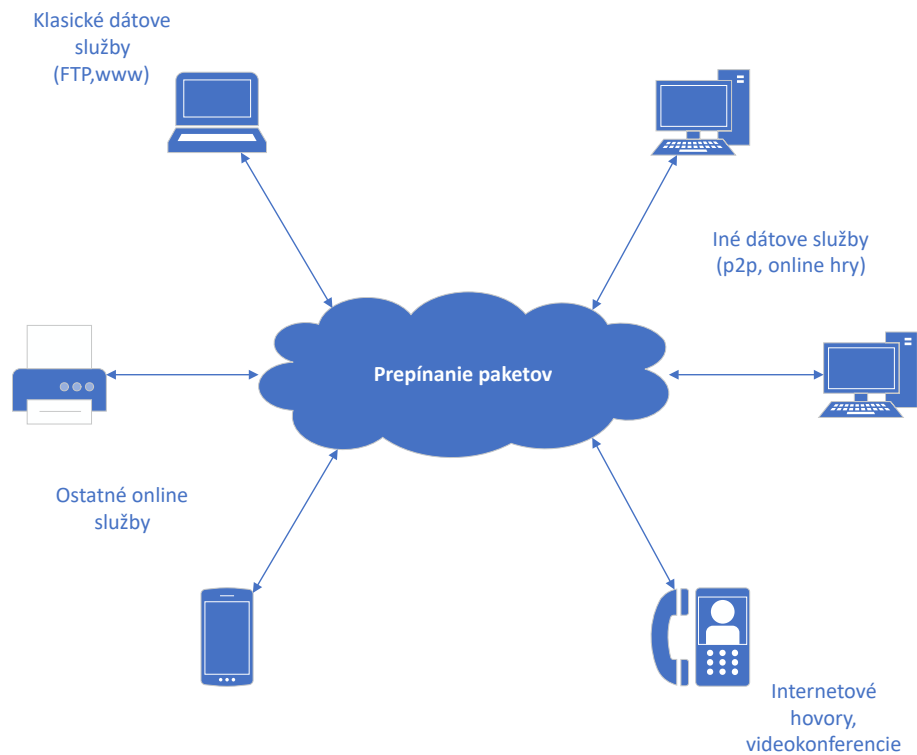 Klasické dátove
služby
(FTP,www)
Iné dátove služby
(p2p, online hry)
Prepínanie paketov
Ostatné online
služby
Internetové
hovory,
videokonferencie